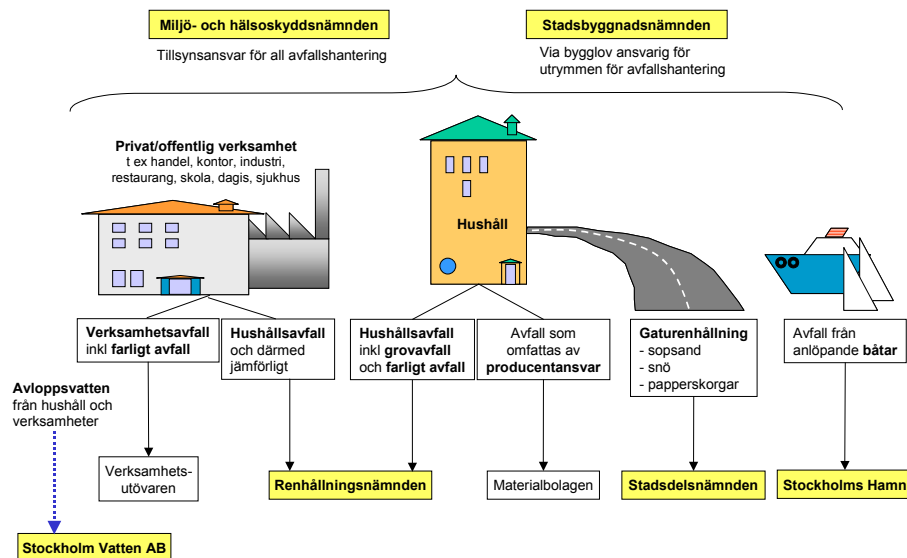 Miljö- och hälsoskyddsnämnden
Tillsynsansvar för all avfallshantering
Stadsbyggnadsnämnden
Via bygglov ansvarig för
utrymmen för avfallshantering
Privat/offentlig verksamhet
t ex handel, kontor, industri,
restaurang, skola, dagis, sjukhus
Hushåll
Verksamhetsavfall
inkl farligt avfall
Hushållsavfall
och därmed
jämförligt
Hushållsavfall
inkl grovavfall
och farligt avfall
Avfall som
omfattas av
producentansvar
Gaturenhållning
- sopsand
- snö
- papperskorgar
Avfall från
anlöpande båtar
Avloppsvatten
från hushåll och
verksamheter
Verksamhets-
utövaren
Renhållningsnämnden
Materialbolagen
Stadsdelsnämnden
Stockholms Hamn
Stockholm Vatten AB